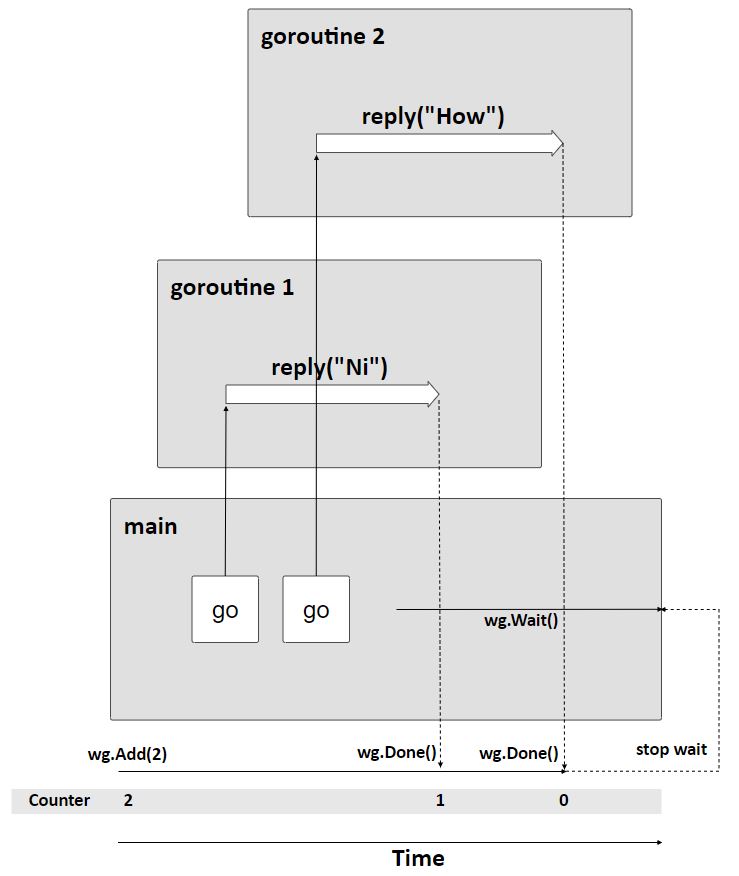 goroutine 2
reply("How")
goroutine 1
reply("Ni")
main
go go
wg.Wait()
wg.Add(2) wg.Done() wg.Done() stop wait
Counter 2 1 0
Time